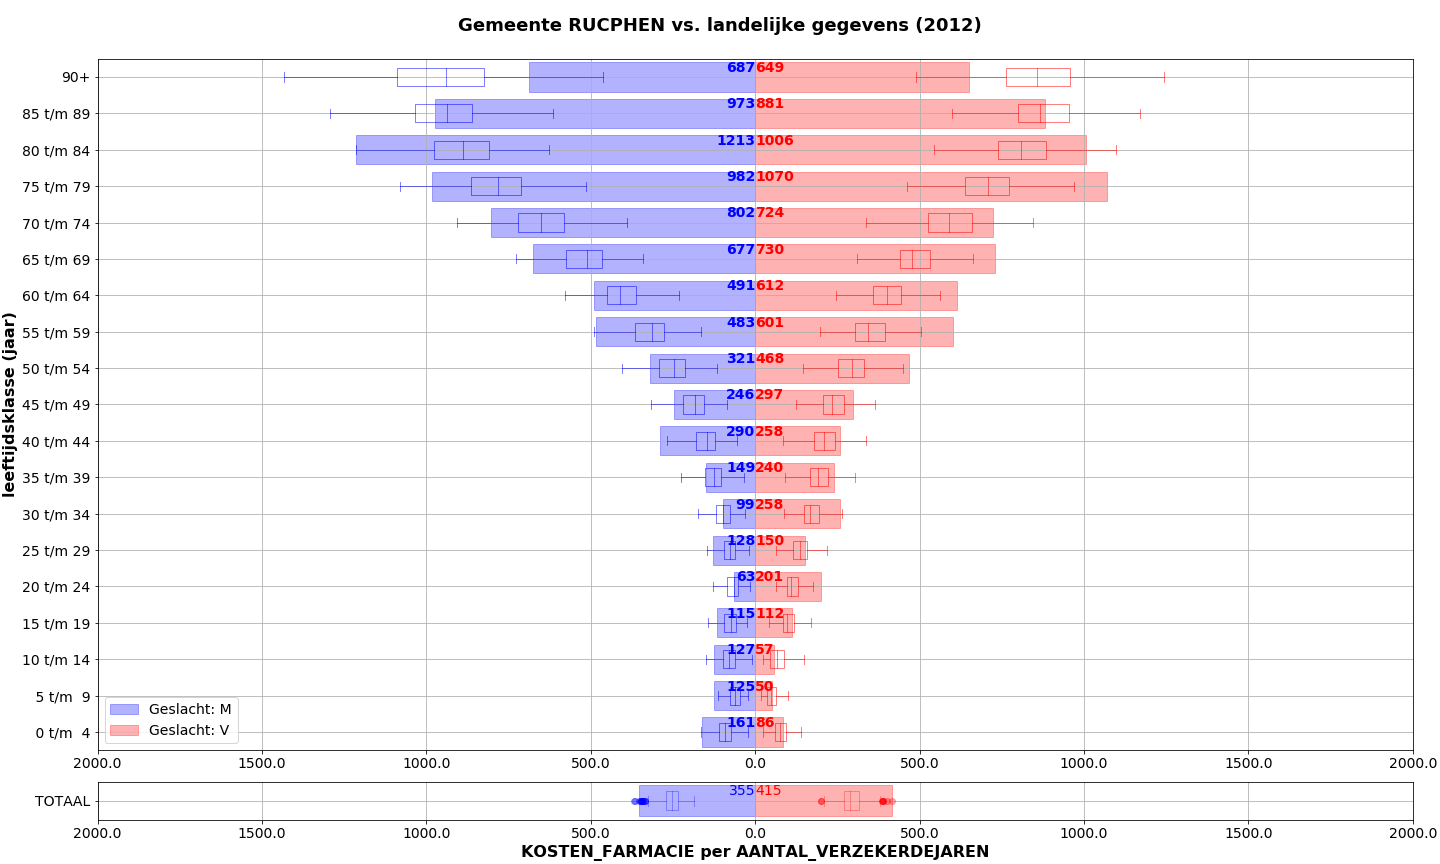 Gemeente RUCPHEN vs. landelijke gegevens (2012)
leeftijdsklasse (jaar)
90+ 687 649
85 t/m 89 973 881
80 t/m 84 1213 1006
75 t/m 79 982 1070
70 t/m 74 802 724
65 t/m 69 677 730
60 t/m 64 491 612
55 t/m 59 483 601
50 t/m 54 321 468
45 t/m 49 246 297
40 t/m 44 290 258
35 t/m 39 149 240
30 t/m 34 99 258
25 t/m 29 128 150
20 t/m 24 63 201
15 t/m 19 115 112
10 t/m 14 127 57
5 t/m  9 125 50
0 t/m  4 161 86
Geslacht: M
Geslacht: V
2000.0 1500.0 1000.0 500.0 0.0 500.0 1000.0 1500.0 2000.0
TOTAAL 355 415
2000.0 1500.0 1000.0 500.0 0.0 500.0 1000.0 1500.0 2000.0
KOSTEN_FARMACIE per AANTAL_VERZEKERDEJAREN